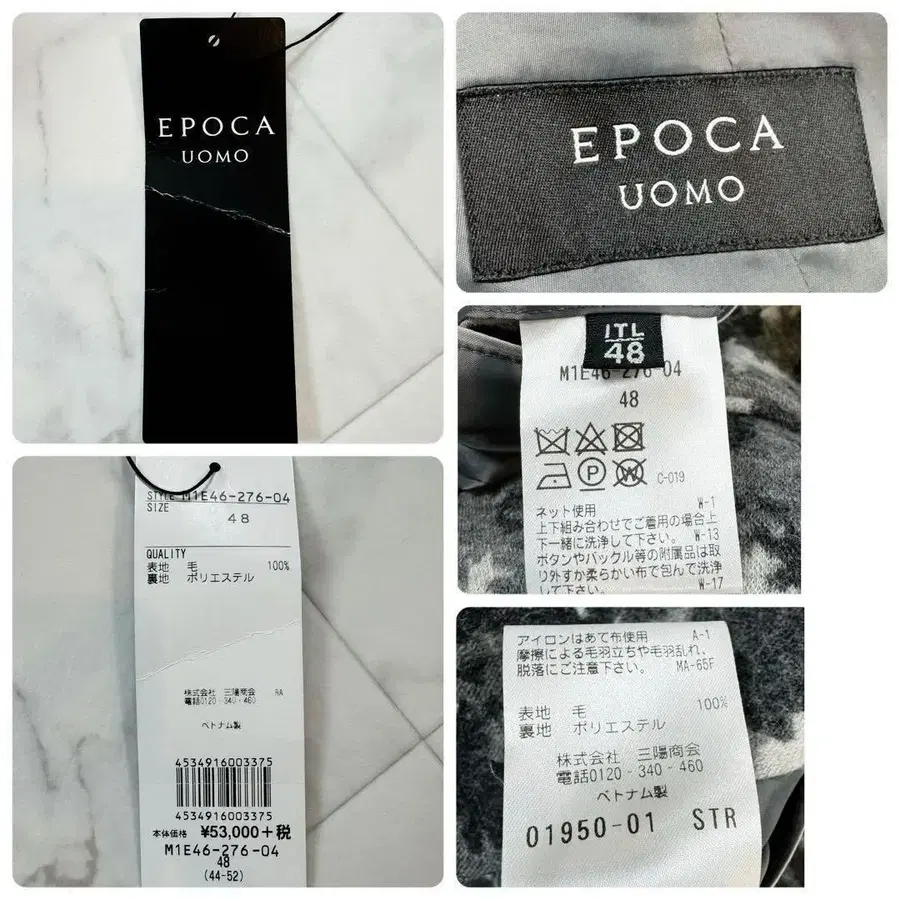 EPOCA
UOMO
EPOCA
UOMO
ITL
48
M1E46-276-04
48
C-019
ネット使用 W-1
上下組み合わせでご着用の場合上
下一緒に洗浄して下さい。 W-13
ボタンやバックル等の附属品は取
り外すか柔らかい布で包んで洗浄
して下さい。 W-17
STYLE M1E46-276-04
SIZE
48
QUALITY
表地 毛 100%
裏地 ポリエステル
株式会社 三陽商会 RA
電話0120-340-460
ベトナム製
4534916003375
4534916003375
本体価格 ¥53,000+税
M1E46-276-04
48
(44-52)
アイロンはあて布使用 A-1
摩擦による毛羽立ちや毛羽乱れ、
脱落にご注意下さい。 MA-65F
表地 毛 100%
裏地 ポリエステル
株式会社 三陽商会
電話0120-340-460
ベトナム製
01950-01 STR